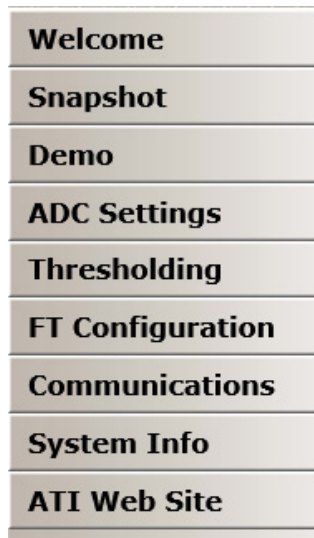 Welcome
Snapshot
Demo
ADC Settings
Thresholding
FT Configuration
Communications
System Info
ATI Web Site